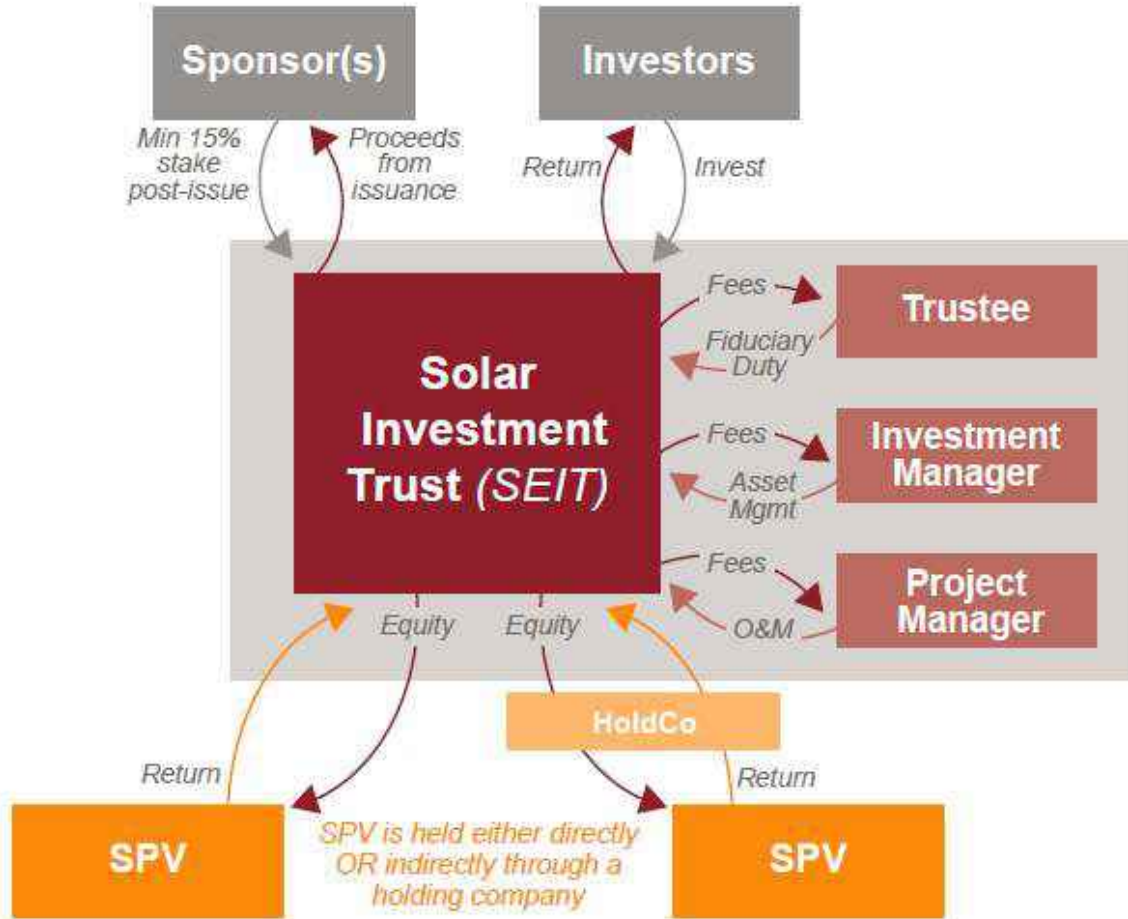 Sponsor(s)
Investors
Min 15%
stake
post-issue
Proceeds
from
issuance
Return
Invest
Solar
Investment
Trust (SEIT)
Fees
Trustee
Fiduciary
Duty
Fees
Investment
Manager
Asset
Mgmt
Fees
Project
Manager
O&M
Equity
Equity
HoldCo
Return
Return
SPV
SPV is held either directly
OR indirectly through a
holding company
SPV